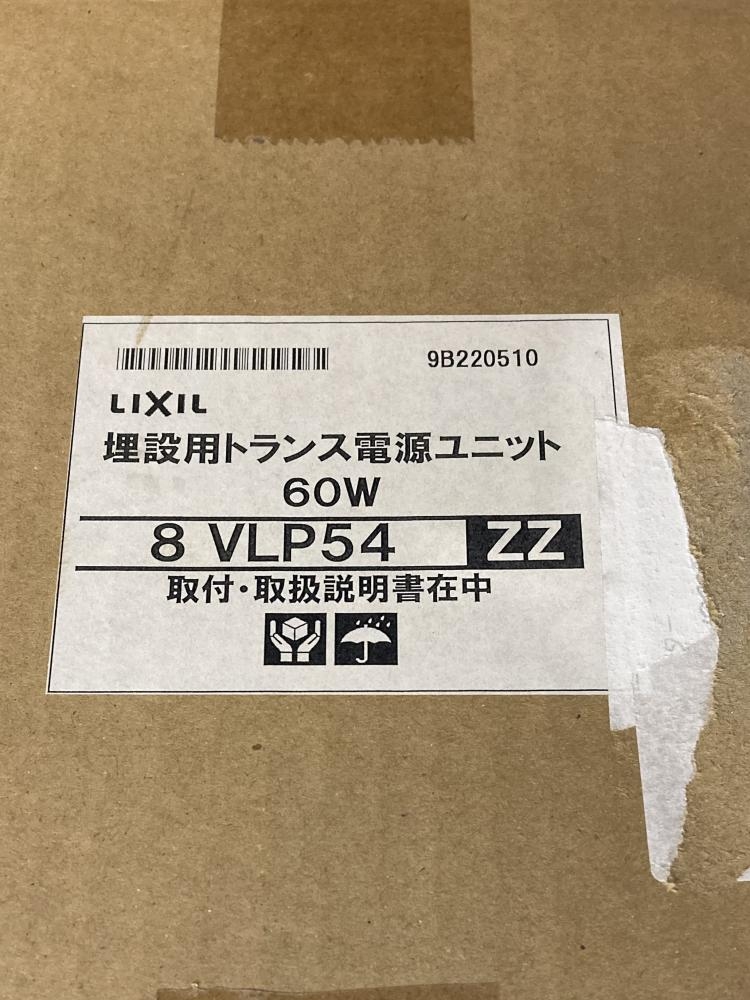 9B220510
LIXIL
埋設用トランス電源ユニット
60W
8 VLP54 ZZ
取付・取扱説明書在中